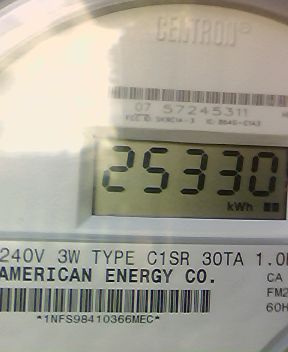 CENTRON®
07 57245311
25330
kWh
240V 3W TYPE C1SR 30TA 1.0
AMERICAN ENERGY CO.
CA
FM2
60H
*1NFS98410366MEC*